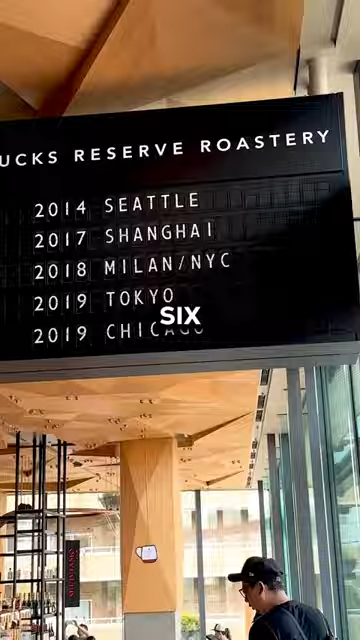 UCKS RESERVE ROASTERY
2014 SEATTLE
2017 SHANGHAI
2018 MILAN/NYC
2019 TOKYO
SIX
2019 CHICAGO